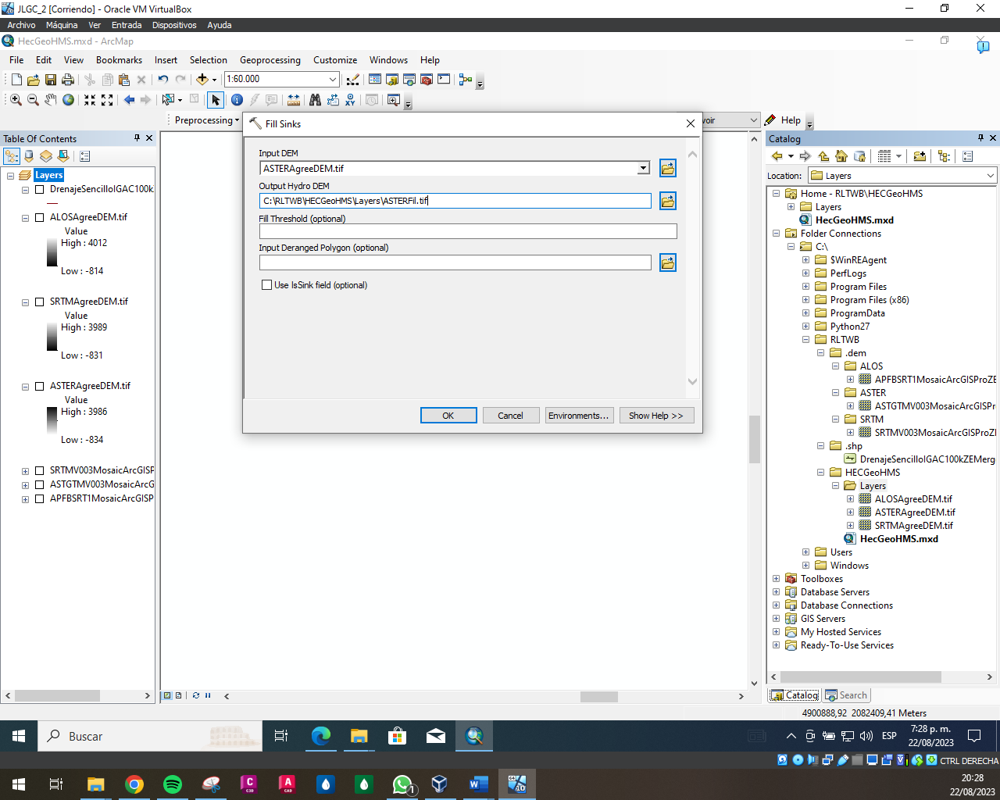 JLGC_2 [Corriendo] - Oracle VM VirtualBox
Archivo Máquina Ver Entrada Dispositivos Ayuda
HecGeoHMS.mxd - ArcMap
File Edit View Bookmarks Insert Selection Geoprocessing Customize Windows Help
1:60.000
Preprocessing
Help
Table Of Contents
Layers
DrenajeSencilloIGAC100k
ALOSAgreeDEM.tif
Value
High : 4012
Low : -814
SRTMAgreeDEM.tif
Value
High : 3989
Low : -831
ASTERAgreeDEM.tif
Value
High : 3986
Low : -834
SRTMV003MosaicArcGISP
ASTGTMV003MosaicArcG
APFBSRT1MosaicArcGISP
Fill Sinks
Input DEM
ASTERAgreeDEM.tif
Output Hydro DEM
C:\RLTWB\HECGeoHMS\Layers\ASTERFil.tif
Fill Threshold (optional)
Input Deranged Polygon (optional)
Use IsSink field (optional)
OK Cancel Environments... Show Help >>
Catalog
Location: Layers
Home - RLTWB\HECGeoHMS
Layers
HecGeoHMS.mxd
Folder Connections
C:\
$WinREAgent
PerfLogs
Program Files
Program Files (x86)
ProgramData
Python27
RLTWB
.dem
ALOS
APFBSRT1MosaicArcGISProZE
ASTER
ASTGTMV003MosaicArcGISPr
SRTM
SRTMV003MosaicArcGISProZE
.shp
DrenajeSencilloIGAC100kZEMerg
HECGeoHMS
Layers
ALOSAgreeDEM.tif
ASTERAgreeDEM.tif
SRTMAgreeDEM.tif
HecGeoHMS.mxd
Users
Windows
Toolboxes
Database Servers
Database Connections
GIS Servers
My Hosted Services
Ready-To-Use Services
Catalog Search
4900888,92 2082409,41 Meters
Buscar
ESP
7:28 p. m.
22/08/2023
CTRL DERECHA
20:28
22/08/2023